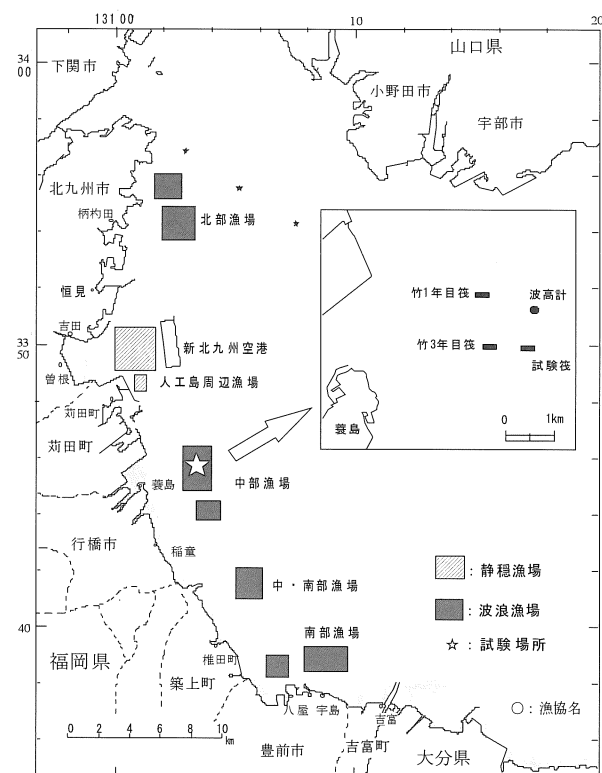 131 00
10
20
34
00
山口県
下関市
小野田市
宇部市
北九州市
柄杓田
北部漁場
恒見
竹1年目筏
波高計
吉田
33
50
新北九州空港
竹3年目筏
試験筏
曽根
人工島周辺漁場
苅田町
0 1km
蓑島
苅田町
蓑島
中部漁場
行橋市
稲童
:静穏漁場
中・南部漁場
:波浪漁場
40
南部漁場
:試験場所
福岡県
椎田町
築上町
八屋
宇島
吉富
○:漁協名
0 2 4 6 8 10
km
豊前市
吉富町
大分県